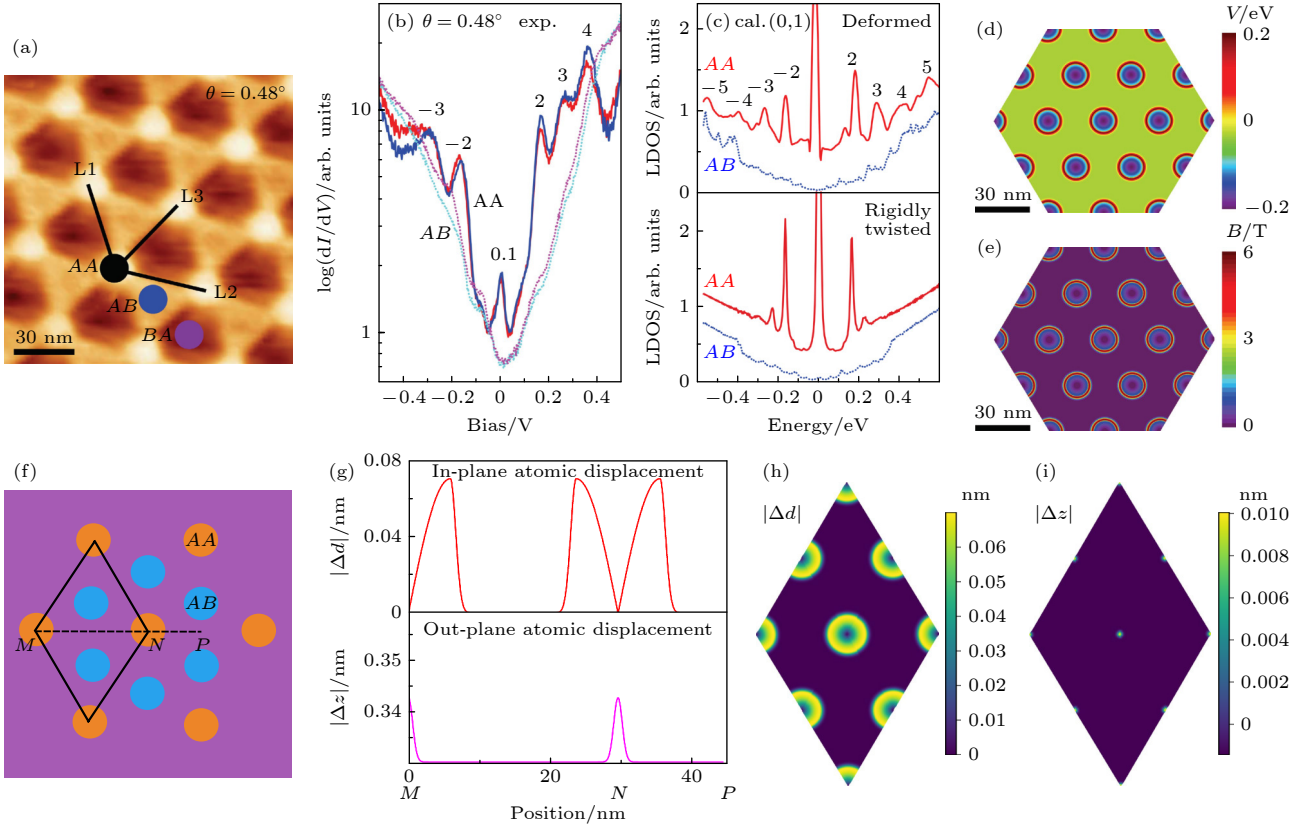 (a)
θ = 0.48°
L1
L3
AA
L2
AB
BA
30 nm
(b) θ = 0.48° exp.
log(dI/dV)/arb. units
10
1
−3
−2
AA
AB
0.1
2
3
4
−0.4 −0.2 0 0.2 0.4
Bias/V
(c) cal.(0,1) Deformed
LDOS/arb. units
2
1
0
AA
AB
−5 −4 −3 −2
2 3 4 5
Rigidly
twisted
LDOS/arb. units
2
1
0
AA
AB
−0.4 −0.2 0 0.2 0.4
Energy/eV
(d)
V/eV
0.2
0
−0.2
30 nm
(e)
B/T
6
3
0
30 nm
(f)
AA
AB
M
N
P
(g)
In-plane atomic displacement
|Δd|/nm
0.08
0.04
0
Out-plane atomic displacement
|Δz|/nm
0.35
0.34
0 20 40
M N P
Position/nm
(h)
|Δd|
nm
0.06
0.05
0.04
0.03
0.02
0.01
0
(i)
|Δz|
nm
0.010
0.008
0.006
0.004
0.002
0